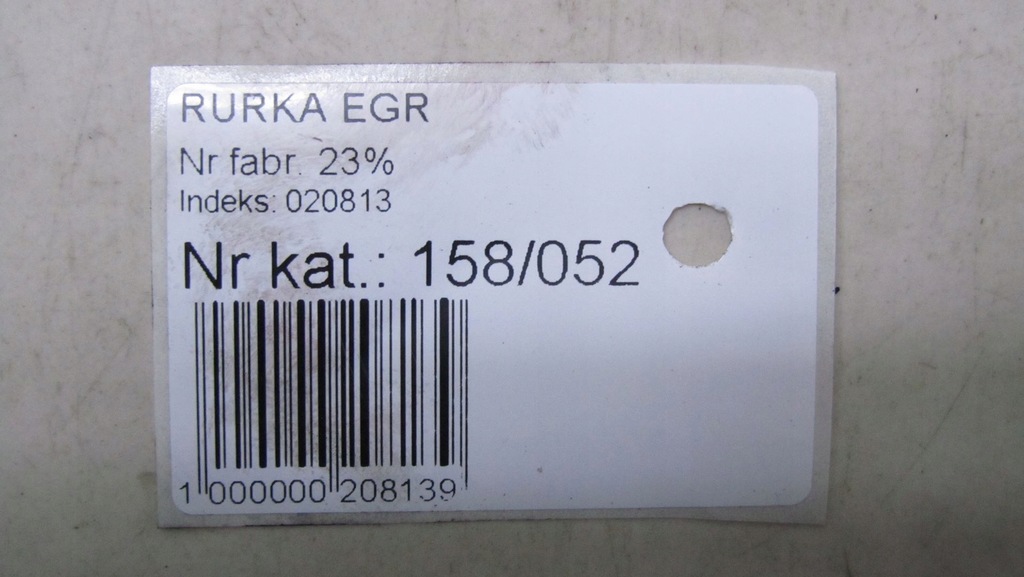 RURKA EGR
Nr fabr. 23%
Indeks: 020813
Nr kat.: 158/052
1 000000 208139